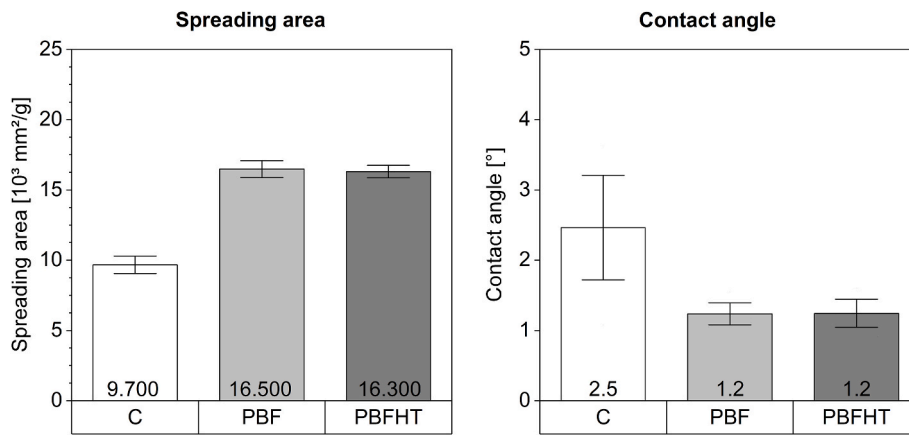 Spreading area
Spreading area [10³ mm²/g]
25
20
15
10
5
0
9.700
16.500
16.300
C
PBF
PBFHT
Contact angle
Contact angle [°]
5
4
3
2
1
0
2.5
1.2
1.2
C
PBF
PBFHT